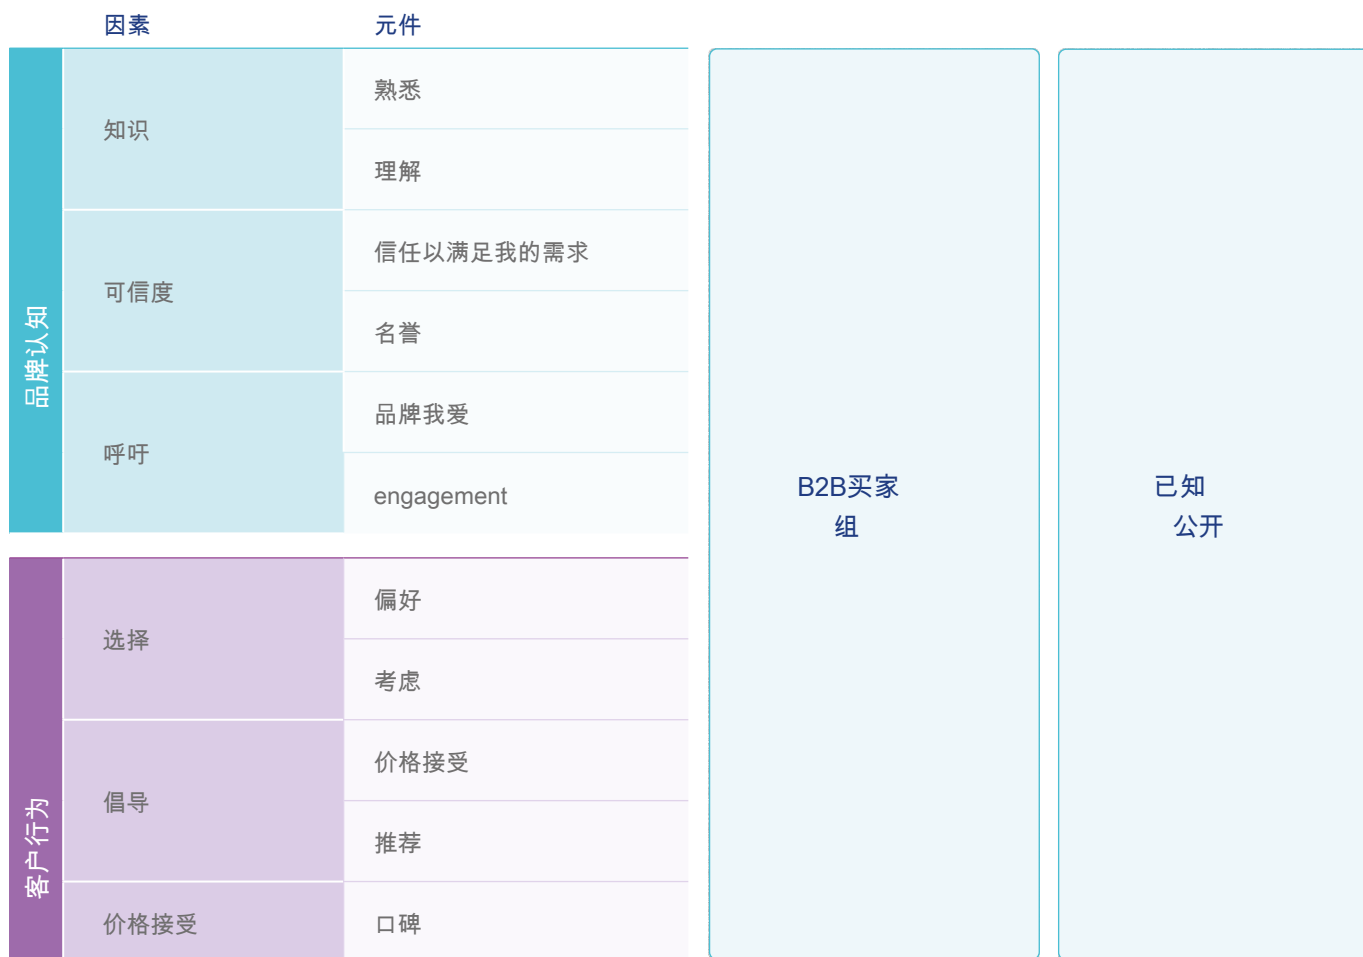 因素
元件
品牌认知
知识
熟悉
理解
可信度
信任以满足我的需求
名誉
呼吁
品牌我爱
engagement
客户行为
选择
偏好
考虑
倡导
价格接受
推荐
价格接受
口碑
B2B买家
组
已知
公开